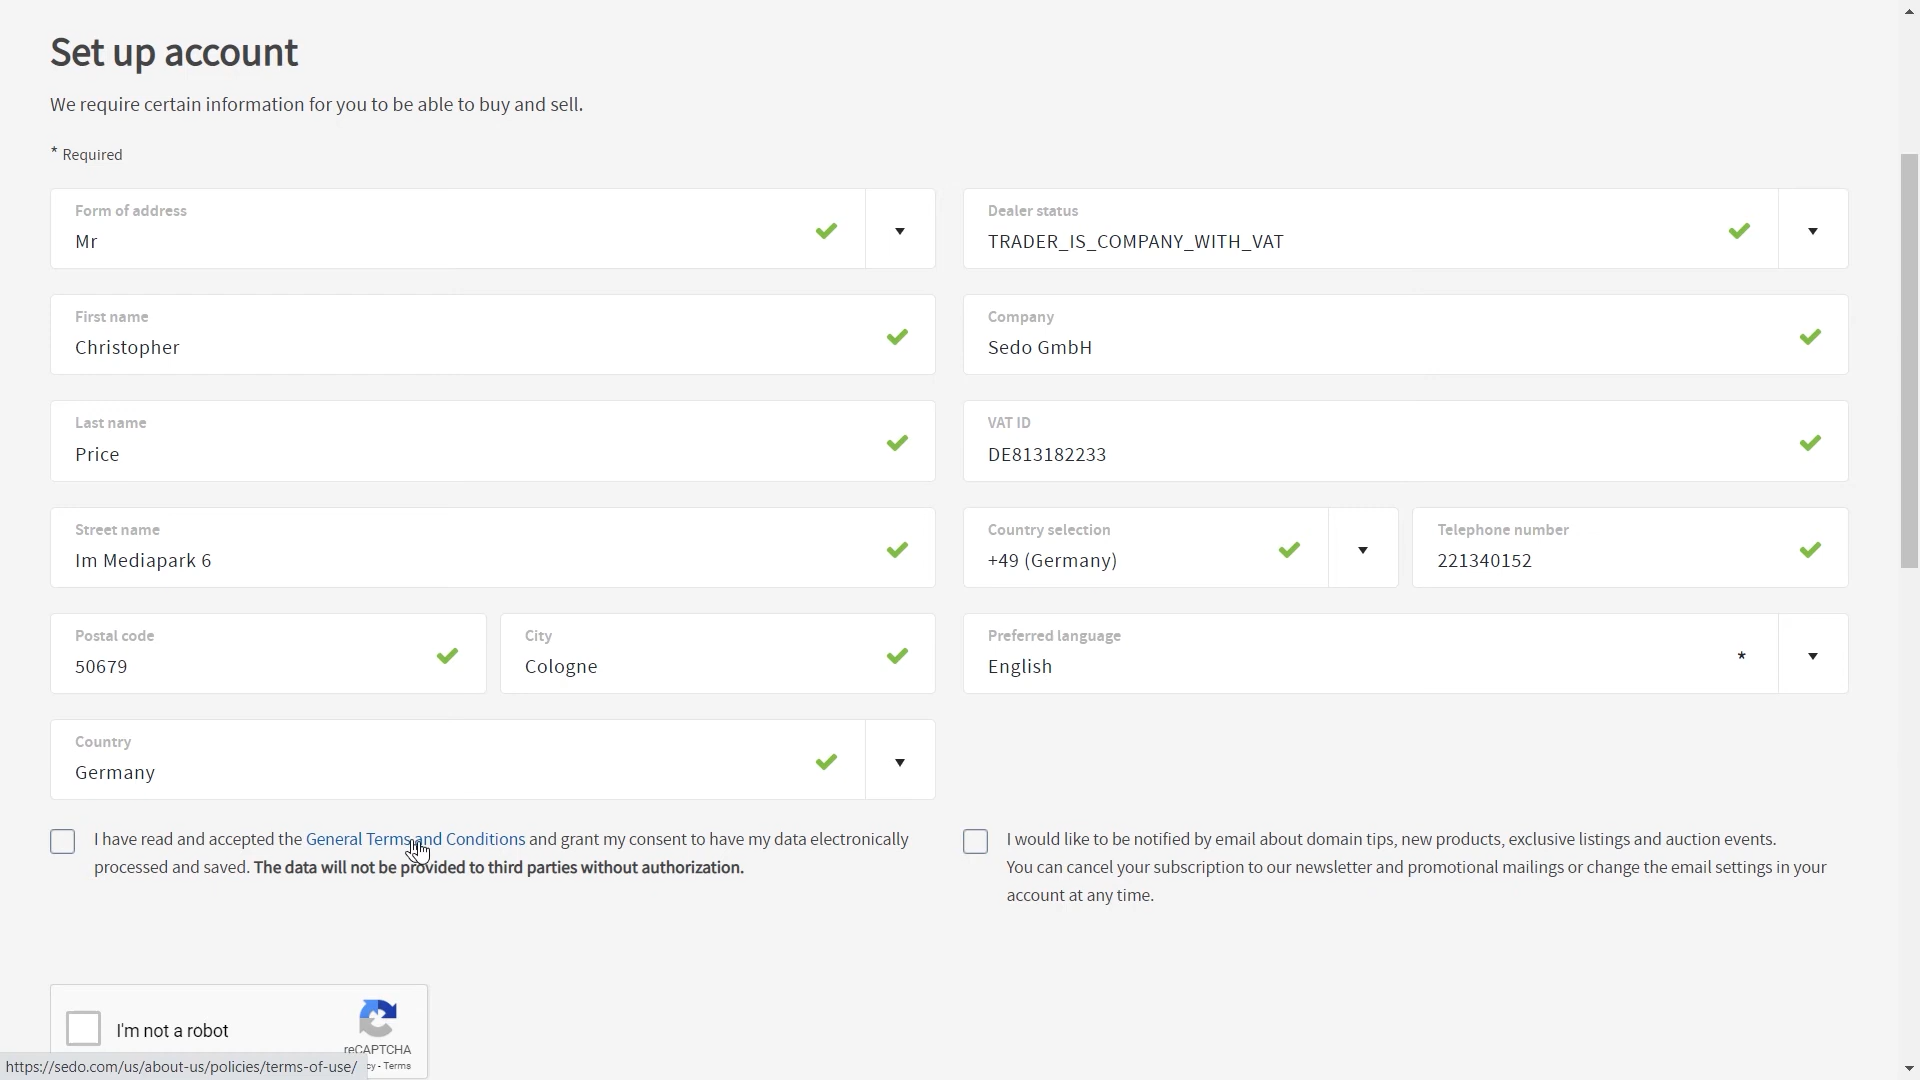 Set up account
We require certain information for you to be able to buy and sell.
* Required
Form of address
Mr
Dealer status
TRADER_IS_COMPANY_WITH_VAT
First name
Christopher
Company
Sedo GmbH
Last name
Price
VAT ID
DE813182233
Street name
Im Mediapark 6
Country selection
+49 (Germany)
Telephone number
221340152
Postal code
50679
City
Cologne
Preferred language
English
*
Country
Germany
I have read and accepted the General Terms and Conditions and grant my consent to have my data electronically
processed and saved. The data will not be provided to third parties without authorization.
I would like to be notified by email about domain tips, new products, exclusive listings and auction events.
You can cancel your subscription to our newsletter and promotional mailings or change the email settings in your
account at any time.
I'm not a robot
reCAPTCHA
cy - Terms
https://sedo.com/us/about-us/policies/terms-of-use/